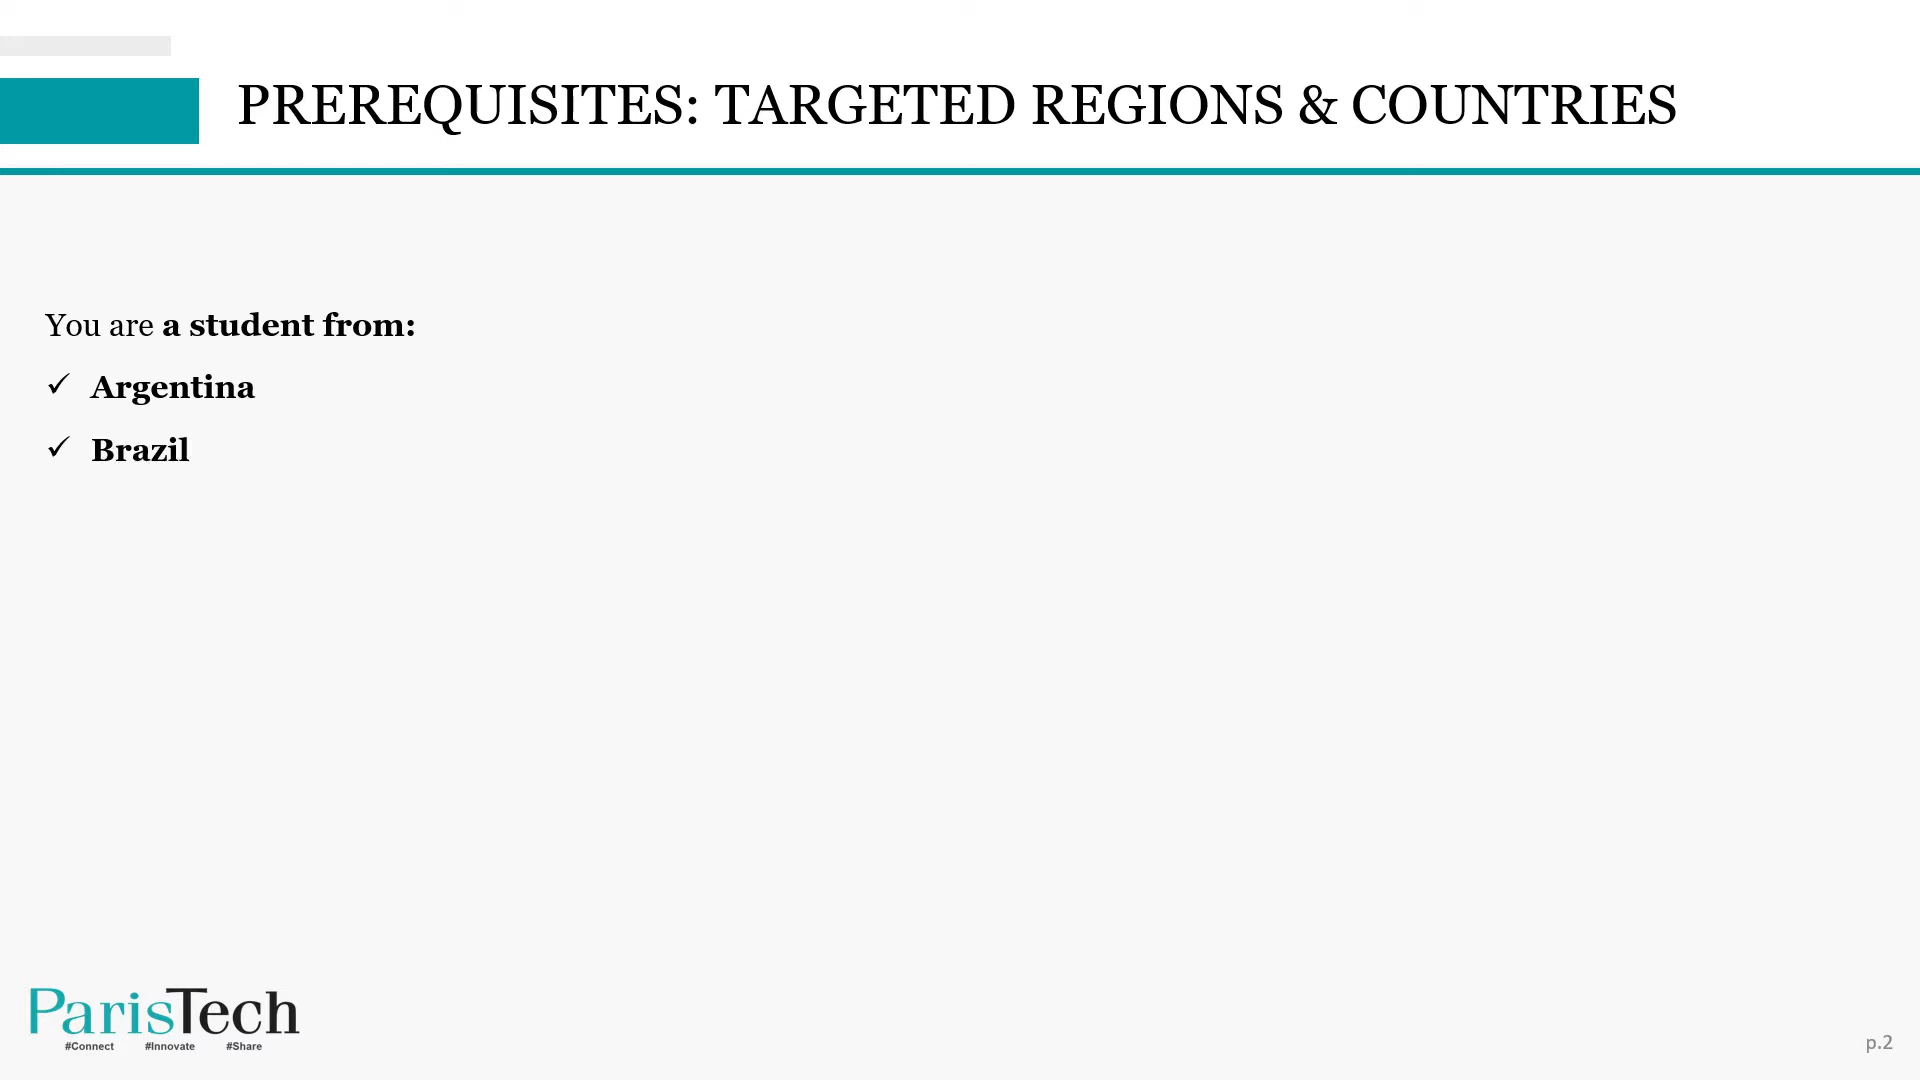 PREREQUISITES: TARGETED REGIONS & COUNTRIES
You are a student from:
✓ Argentina
✓ Brazil
ParisTech
#Connect #Innovate #Share
p.2